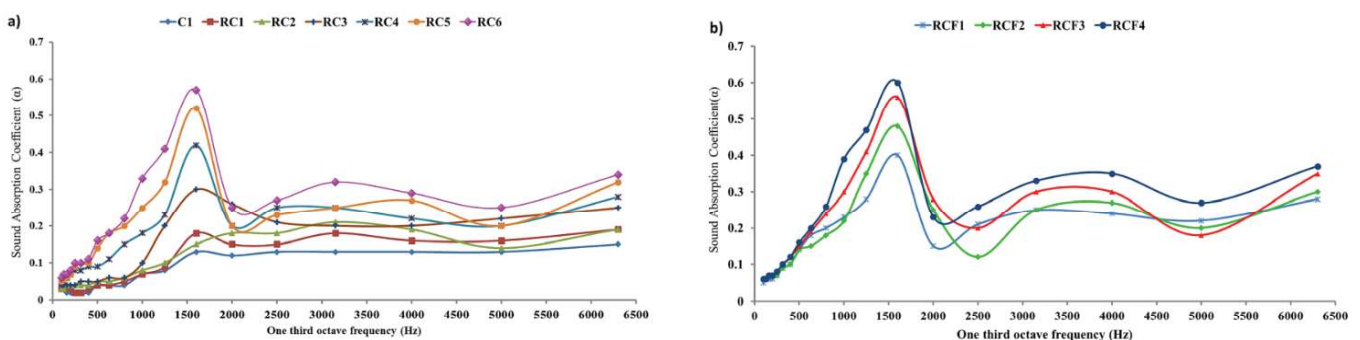 a)
C1 RC1 RC2 RC3 RC4 RC5 RC6
0.7
0.6
0.5
0.4
0.3
0.2
0.1
0
Sound Absorption Coefficient (α)
0 500 1000 1500 2000 2500 3000 3500 4000 4500 5000 5500 6000 6500
One third octave frequency (Hz)
b)
RCF1 RCF2 RCF3 RCF4
0.7
0.6
0.5
0.4
0.3
0.2
0.1
0
Sound Absorption Coefficient(α)
0 500 1000 1500 2000 2500 3000 3500 4000 4500 5000 5500 6000 6500
One third octave frequency (Hz)